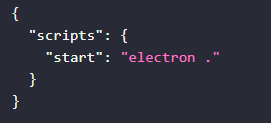 {
  "scripts": {
    "start": "electron ."
  }
}